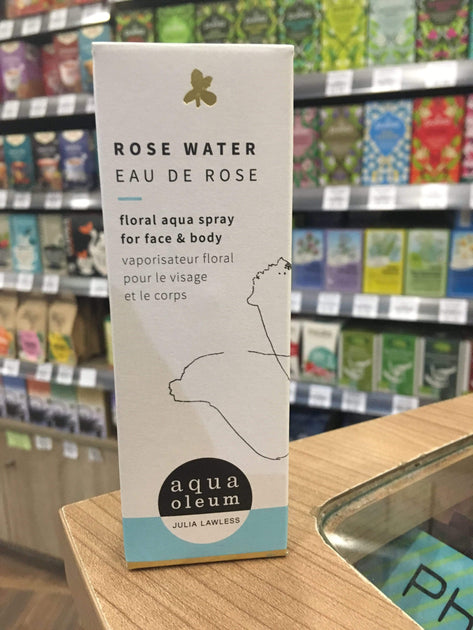 ROSE WATER
EAU DE ROSE
floral aqua spray
for face & body
vaporisateur floral
pour le visage
et le corps
aqua
oleum
JULIA LAWLESS